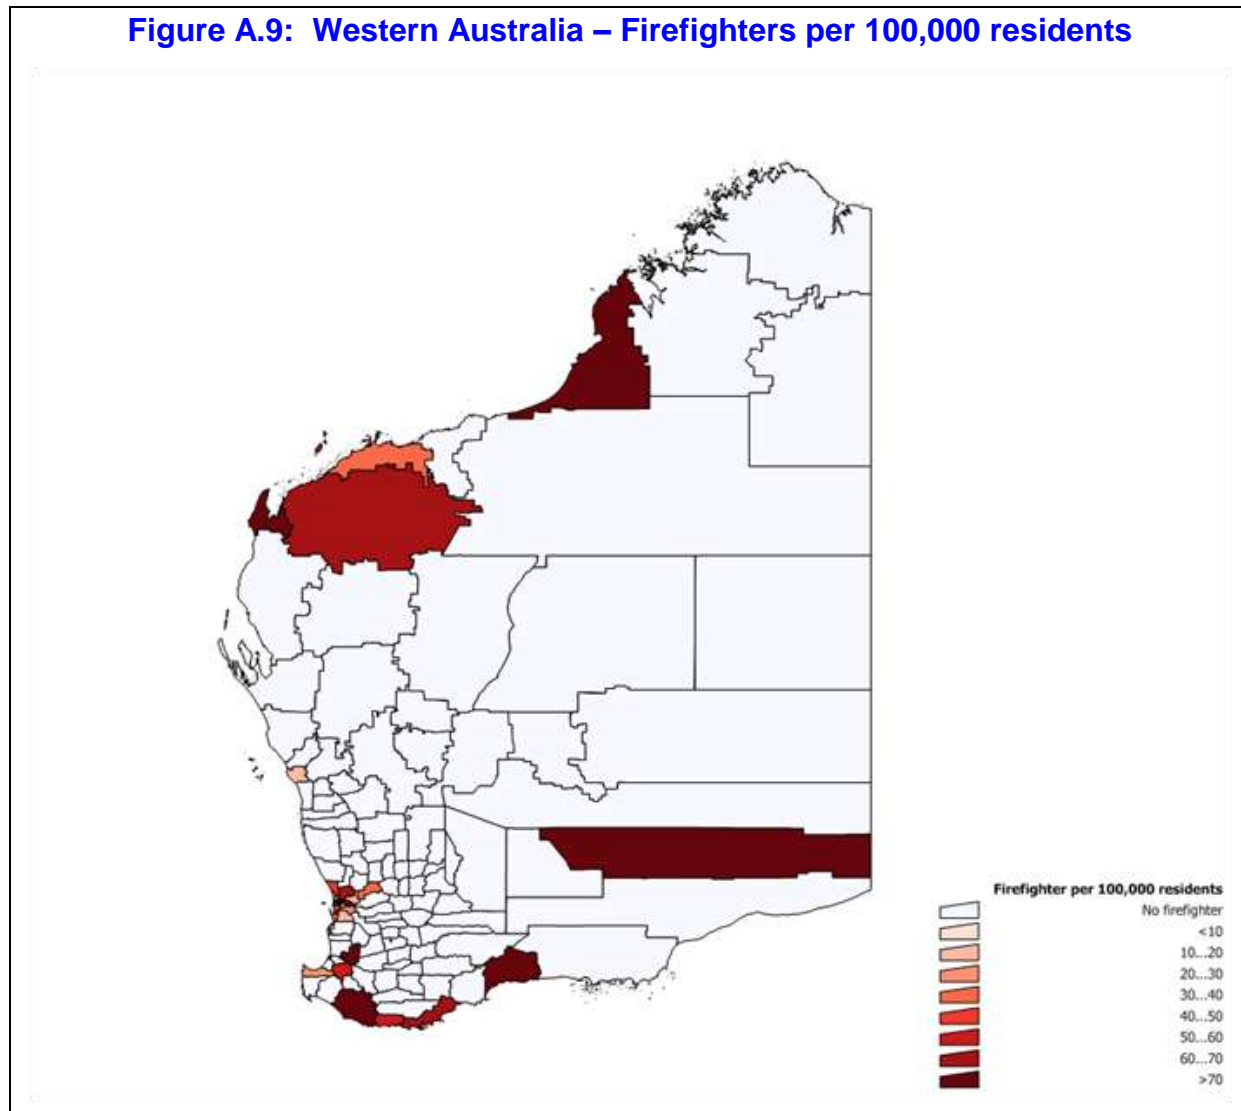 Figure A.9: Western Australia – Firefighters per 100,000 residents
Firefighter per 100,000 residents
No firefighter
<10
10...20
20...30
30...40
40...50
50...60
60...70
>70